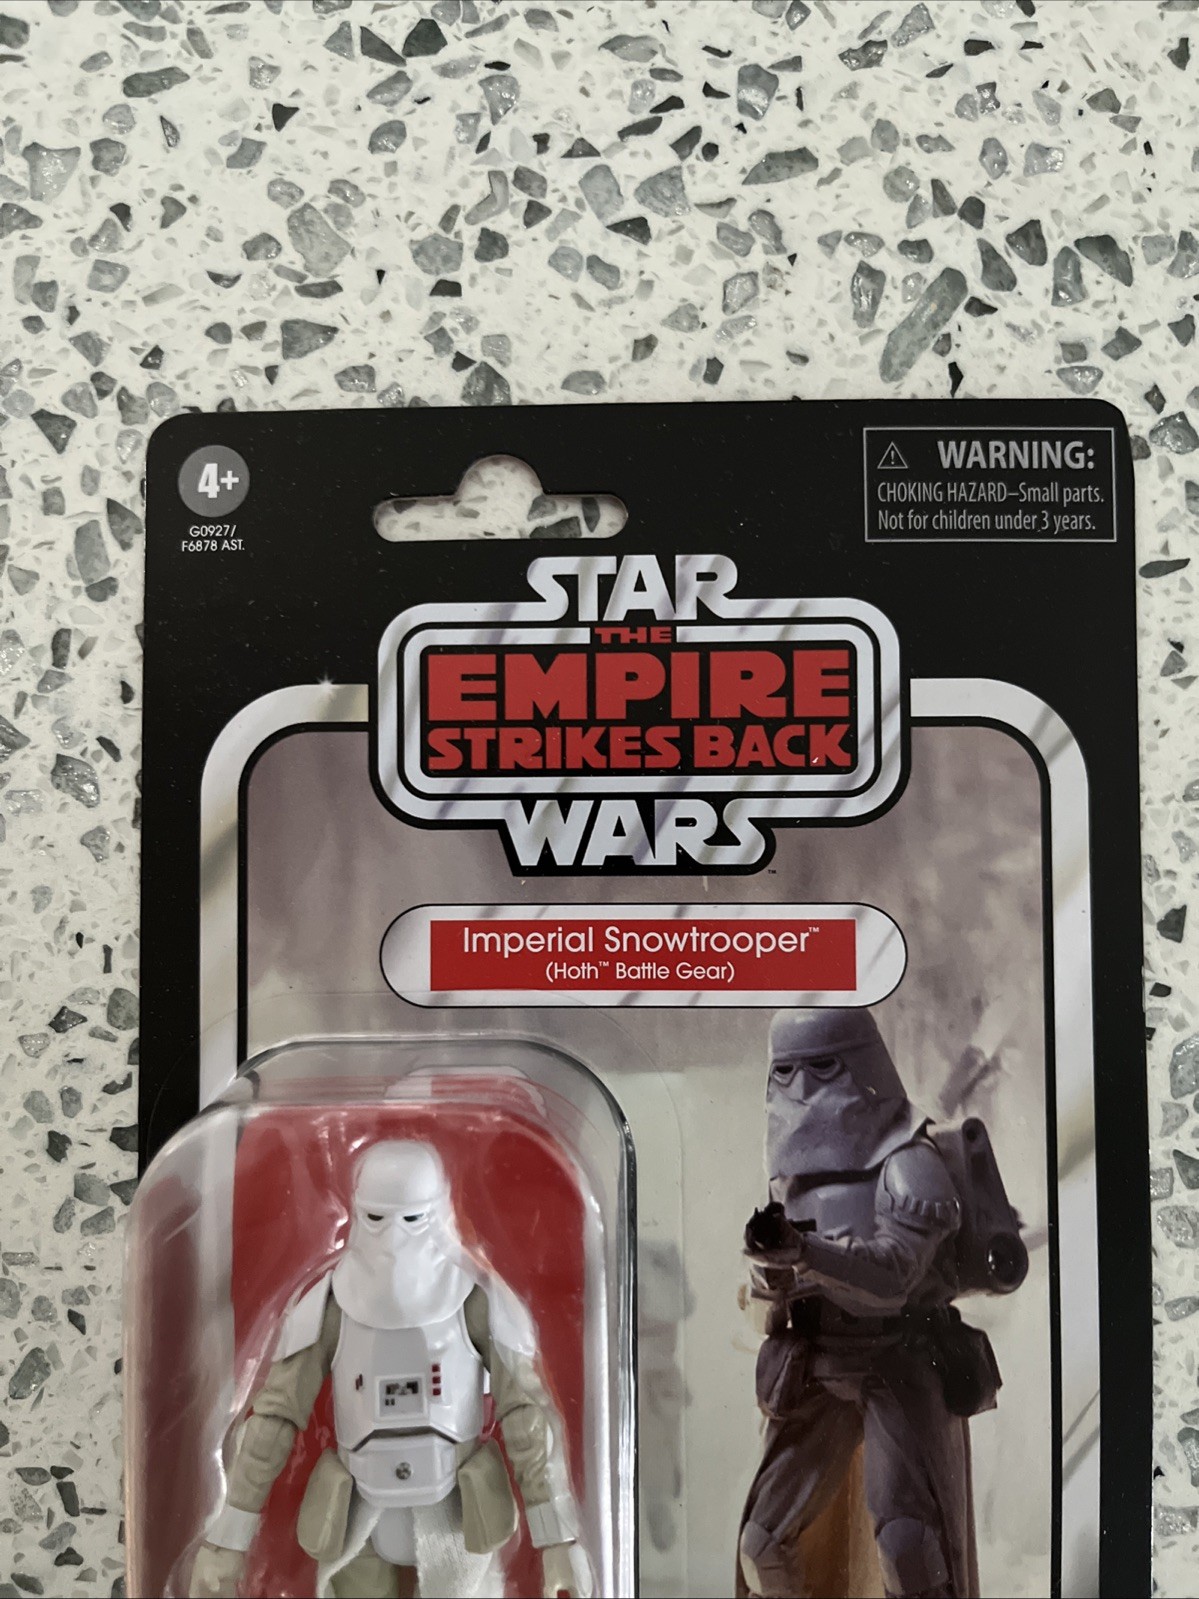 4+
G0927/
F6878 AST.
WARNING:
CHOKING HAZARD–Small parts.
Not for children under 3 years.
STAR
THE
EMPIRE
STRIKES BACK
WARS™
Imperial Snowtrooper™
(Hoth™ Battle Gear)